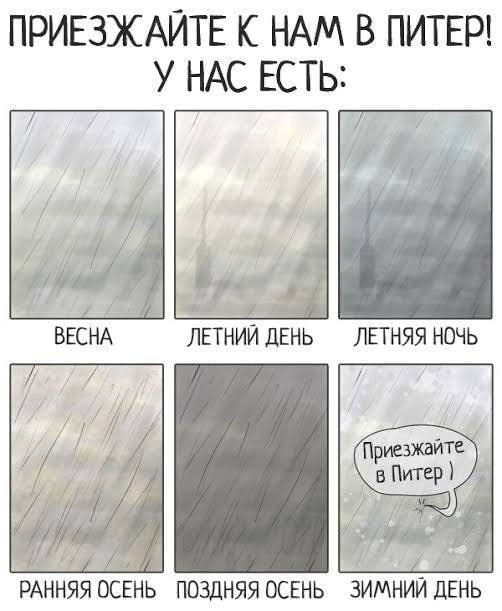 ПРИЕЗЖАЙТЕ К НАМ В ПИТЕР!
У НАС ЕСТЬ:
ВЕСНА
ЛЕТНИЙ ДЕНЬ
ЛЕТНЯЯ НОЧЬ
Приезжайте
в Питер )
РАННЯЯ ОСЕНЬ
ПОЗДНЯЯ ОСЕНЬ
ЗИМНИЙ ДЕНЬ